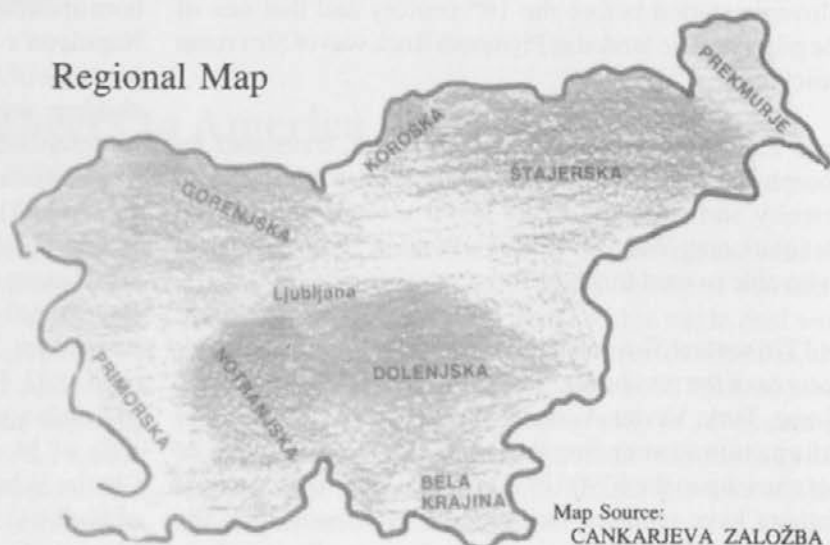 Regional Map
PREKMURJE
KOROŠKA
ŠTAJERSKA
GORENJSKA
Ljubljana
PRIMORSKA
NOTRANJSKA
DOLENJSKA
BELA
KRAJINA
Map Source:
CANKARJEVA ZALOŽBA